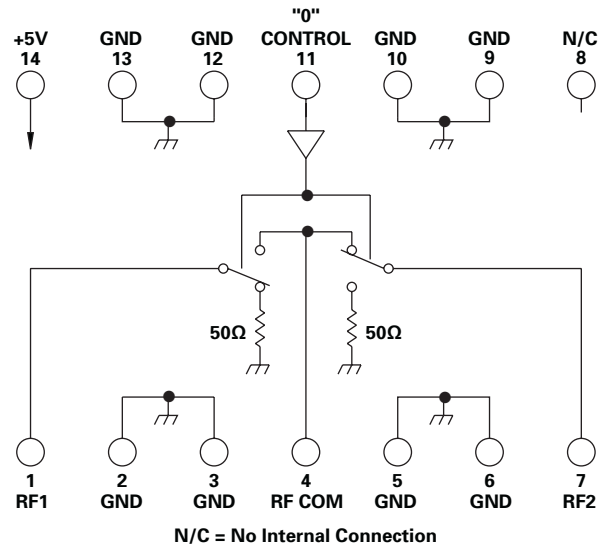 "0"
+5V GND GND CONTROL GND GND N/C
14 13 12 11 10 9 8
50Ω 50Ω
1 2 3 4 5 6 7
RF1 GND GND RF COM GND GND RF2
N/C = No Internal Connection